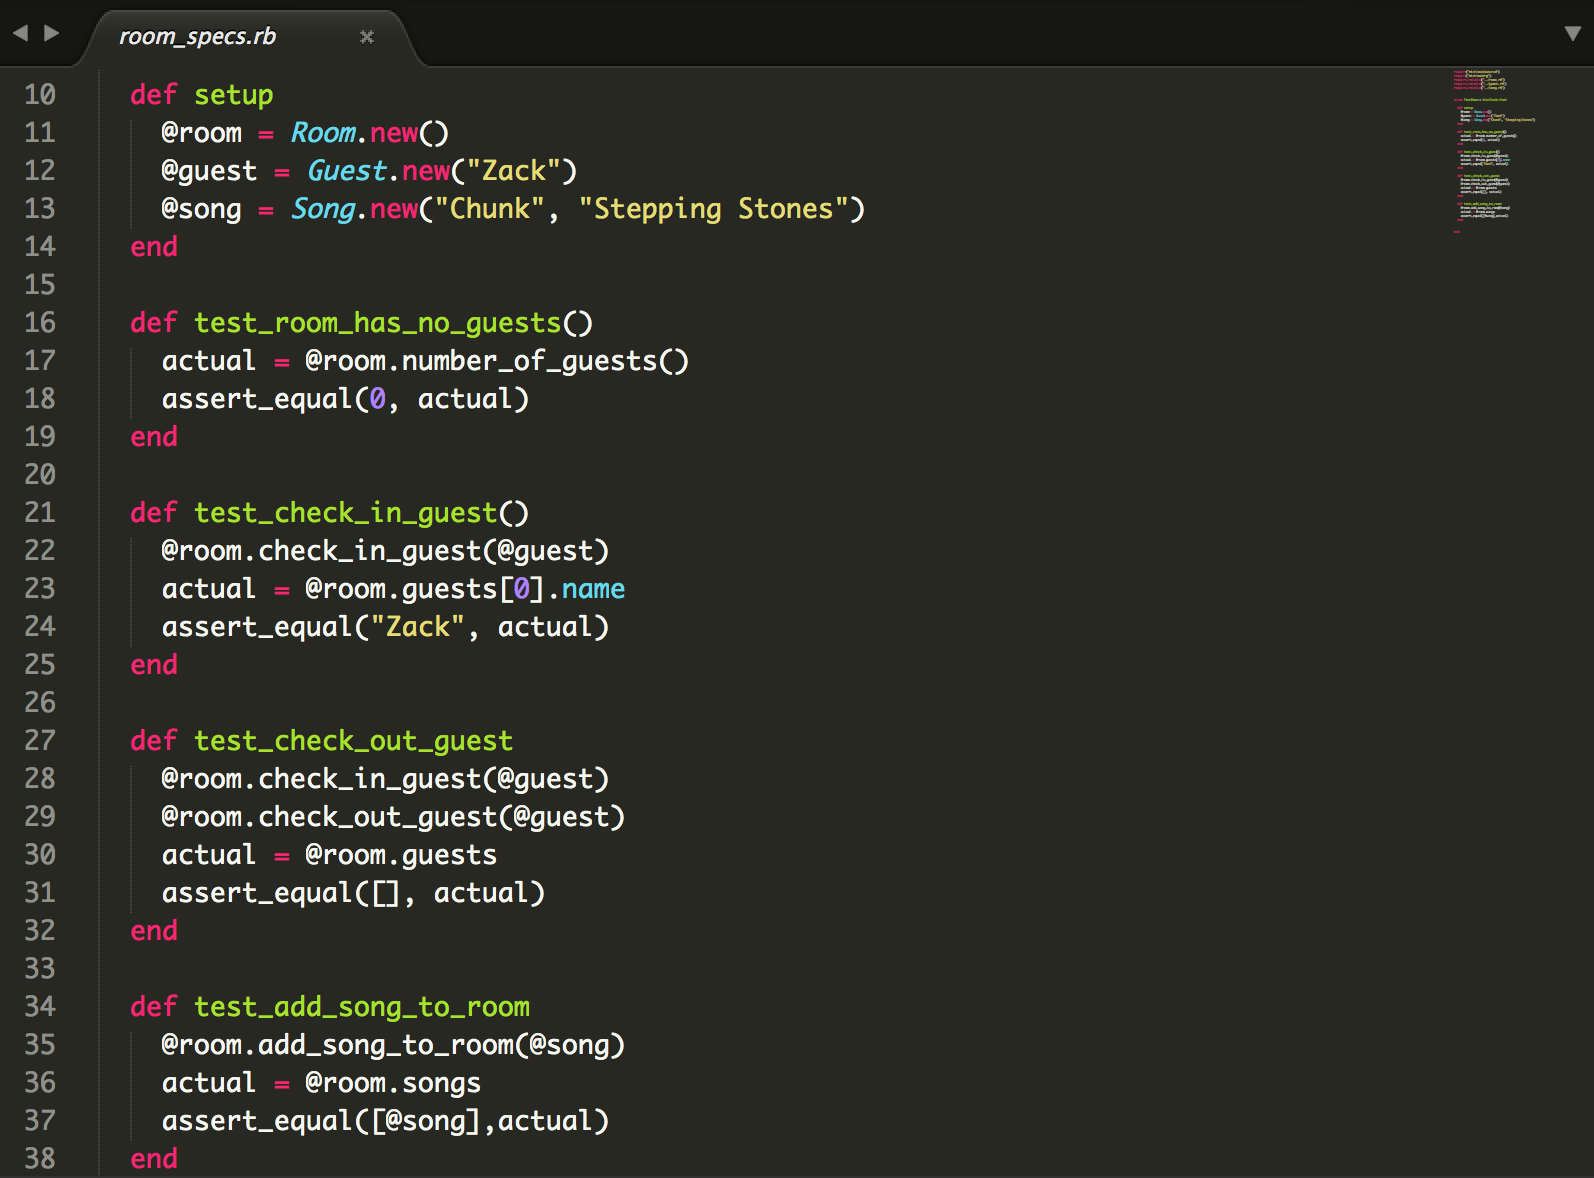 room_specs.rb
10 def setup
11 @room = Room.new()
12 @guest = Guest.new("Zack")
13 @song = Song.new("Chunk", "Stepping Stones")
14 end
15
16 def test_room_has_no_guests()
17 actual = @room.number_of_guests()
18 assert_equal(0, actual)
19 end
20
21 def test_check_in_guest()
22 @room.check_in_guest(@guest)
23 actual = @room.guests[0].name
24 assert_equal("Zack", actual)
25 end
26
27 def test_check_out_guest
28 @room.check_in_guest(@guest)
29 @room.check_out_guest(@guest)
30 actual = @room.guests
31 assert_equal([], actual)
32 end
33
34 def test_add_song_to_room
35 @room.add_song_to_room(@song)
36 actual = @room.songs
37 assert_equal([@song],actual)
38 end